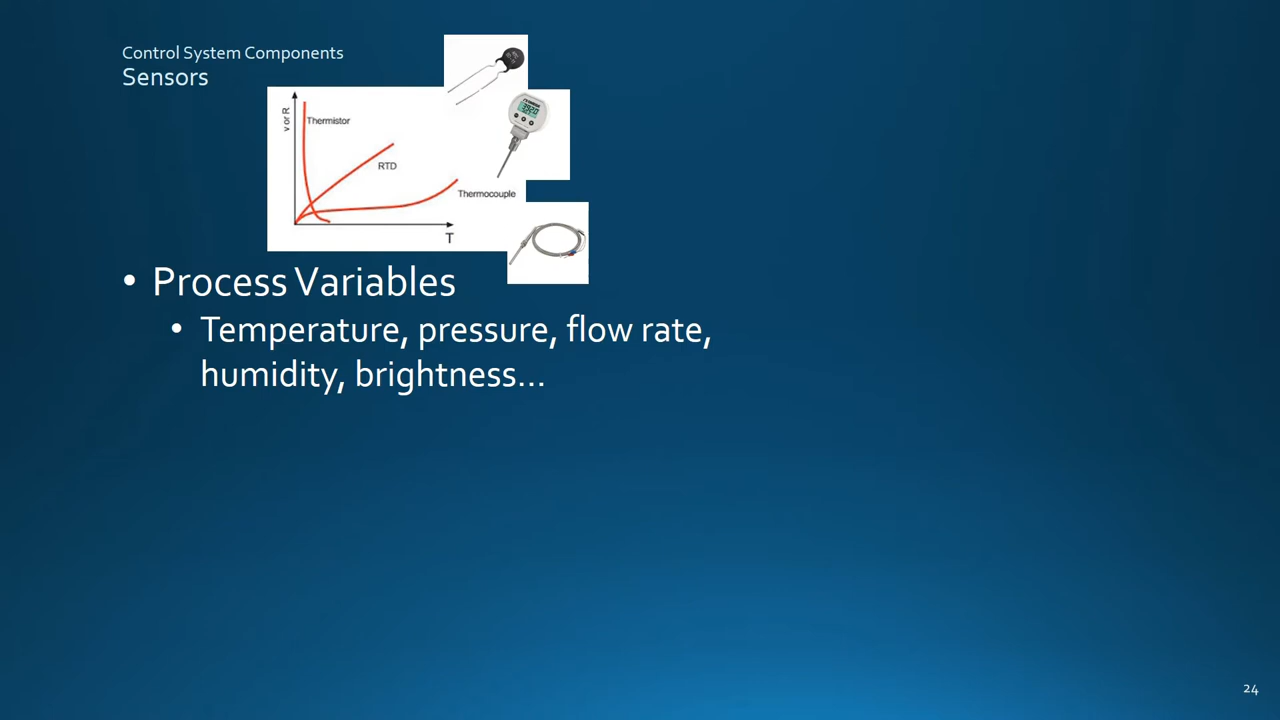 Control System Components
Sensors
v or R
Thermistor
RTD
Thermocouple
T
• Process Variables
• Temperature, pressure, flow rate,
humidity, brightness...
24